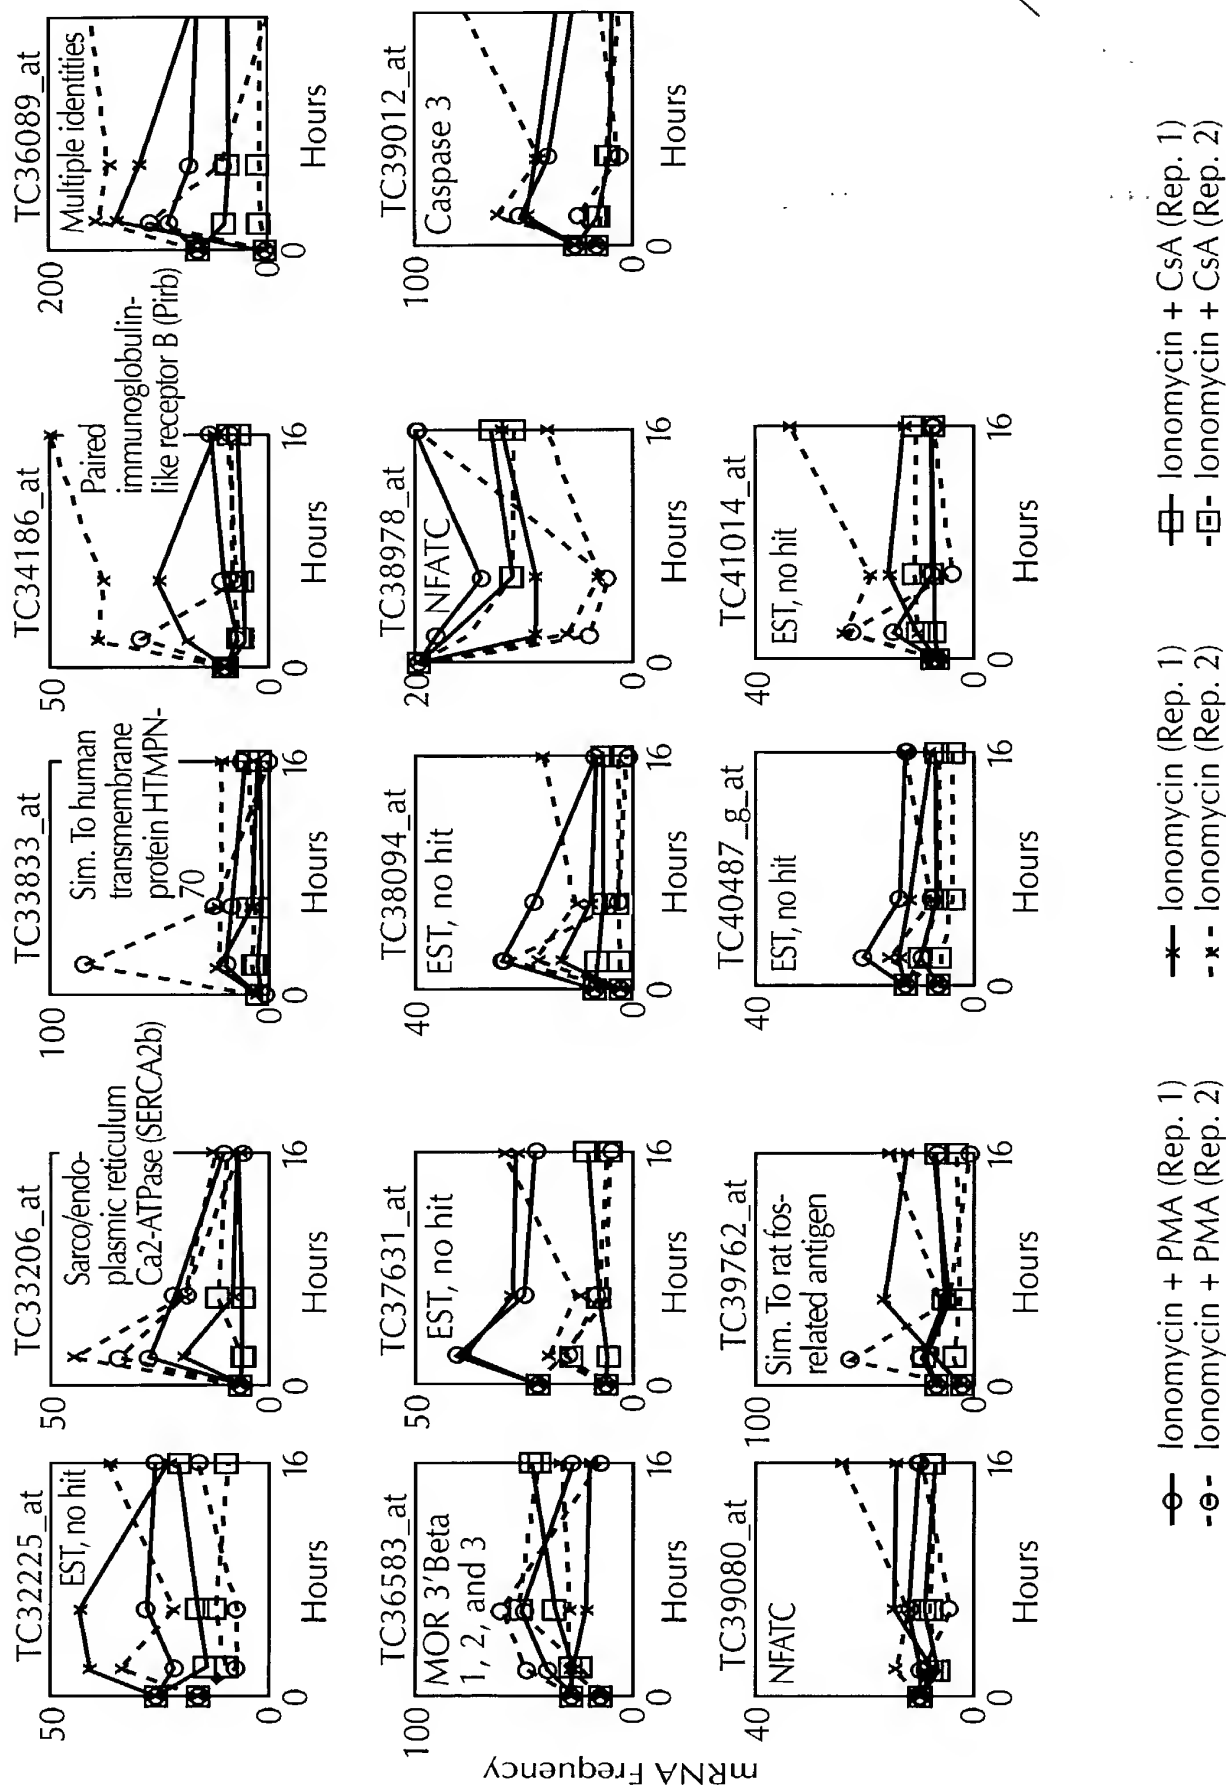 mRNA Frequency
TC32225_at
50
EST, no hit
0
0
16
Hours
TC33206_at
50
Sarco/endo-
plasmic reticulum
Ca2-ATPase (SERCA2b)
0
0
16
Hours
TC33833_at
100
Sim. To human
transmembrane
protein HTMPN-
70
0
0
16
Hours
TC34186_at
50
Paired
immunoglobulin-
like receptor B (Pirb)
0
0
16
Hours
TC36089_at
200
Multiple identities
0
0
Hours
TC36583_at
100
MOR 3'Beta
1, 2, and 3
0
0
16
Hours
TC37631_at
50
EST, no hit
0
0
16
Hours
TC38094_at
40
EST, no hit
0
0
16
Hours
TC38978_at
20
NFATC
0
0
16
Hours
TC39012_at
100
Caspase 3
0
0
Hours
TC39080_at
40
NFATC
0
0
16
Hours
TC39762_at
100
Sim. To rat fos-
related antigen
0
0
16
Hours
TC40487_g_at
40
EST, no hit
0
0
16
Hours
TC41014_at
40
EST, no hit
0
0
16
Hours
Ionomycin + PMA (Rep. 1)
Ionomycin + PMA (Rep. 2)
Ionomycin (Rep. 1)
Ionomycin (Rep. 2)
Ionomycin + CsA (Rep. 1)
Ionomycin + CsA (Rep. 2)